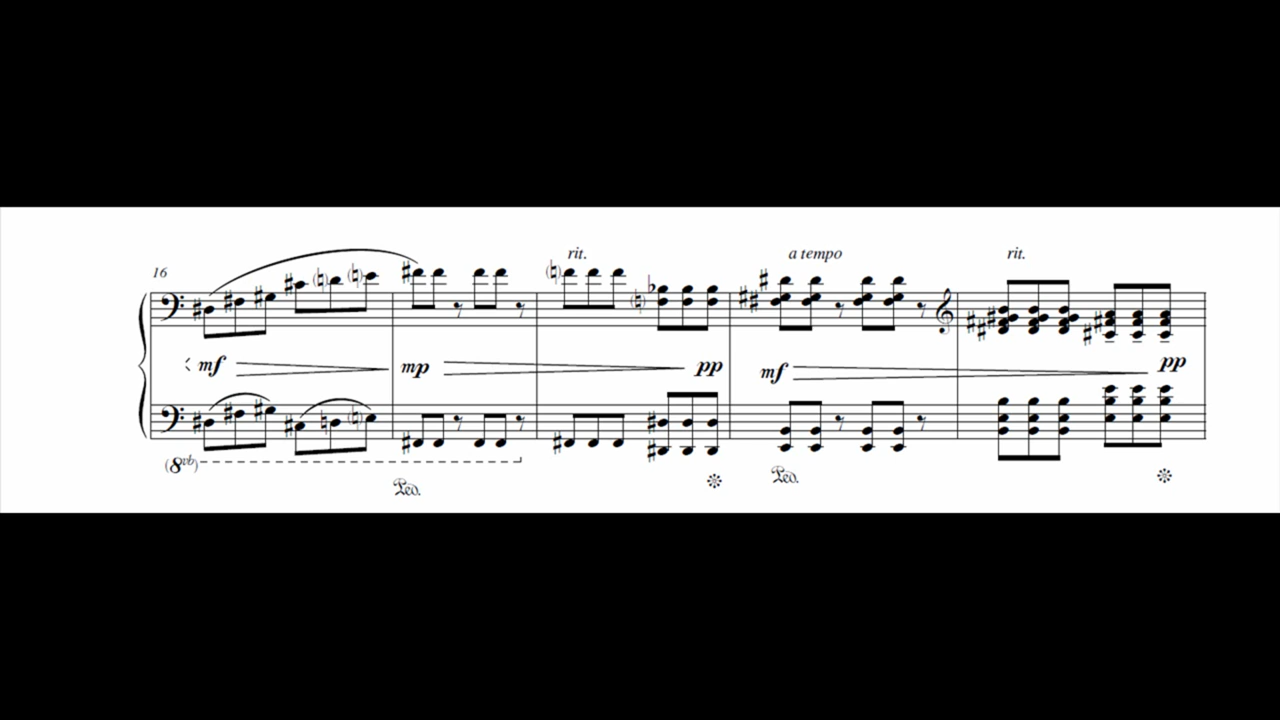 rit. a tempo rit.
16
mf mp pp mf pp
(8vb)
Ped. Ped.